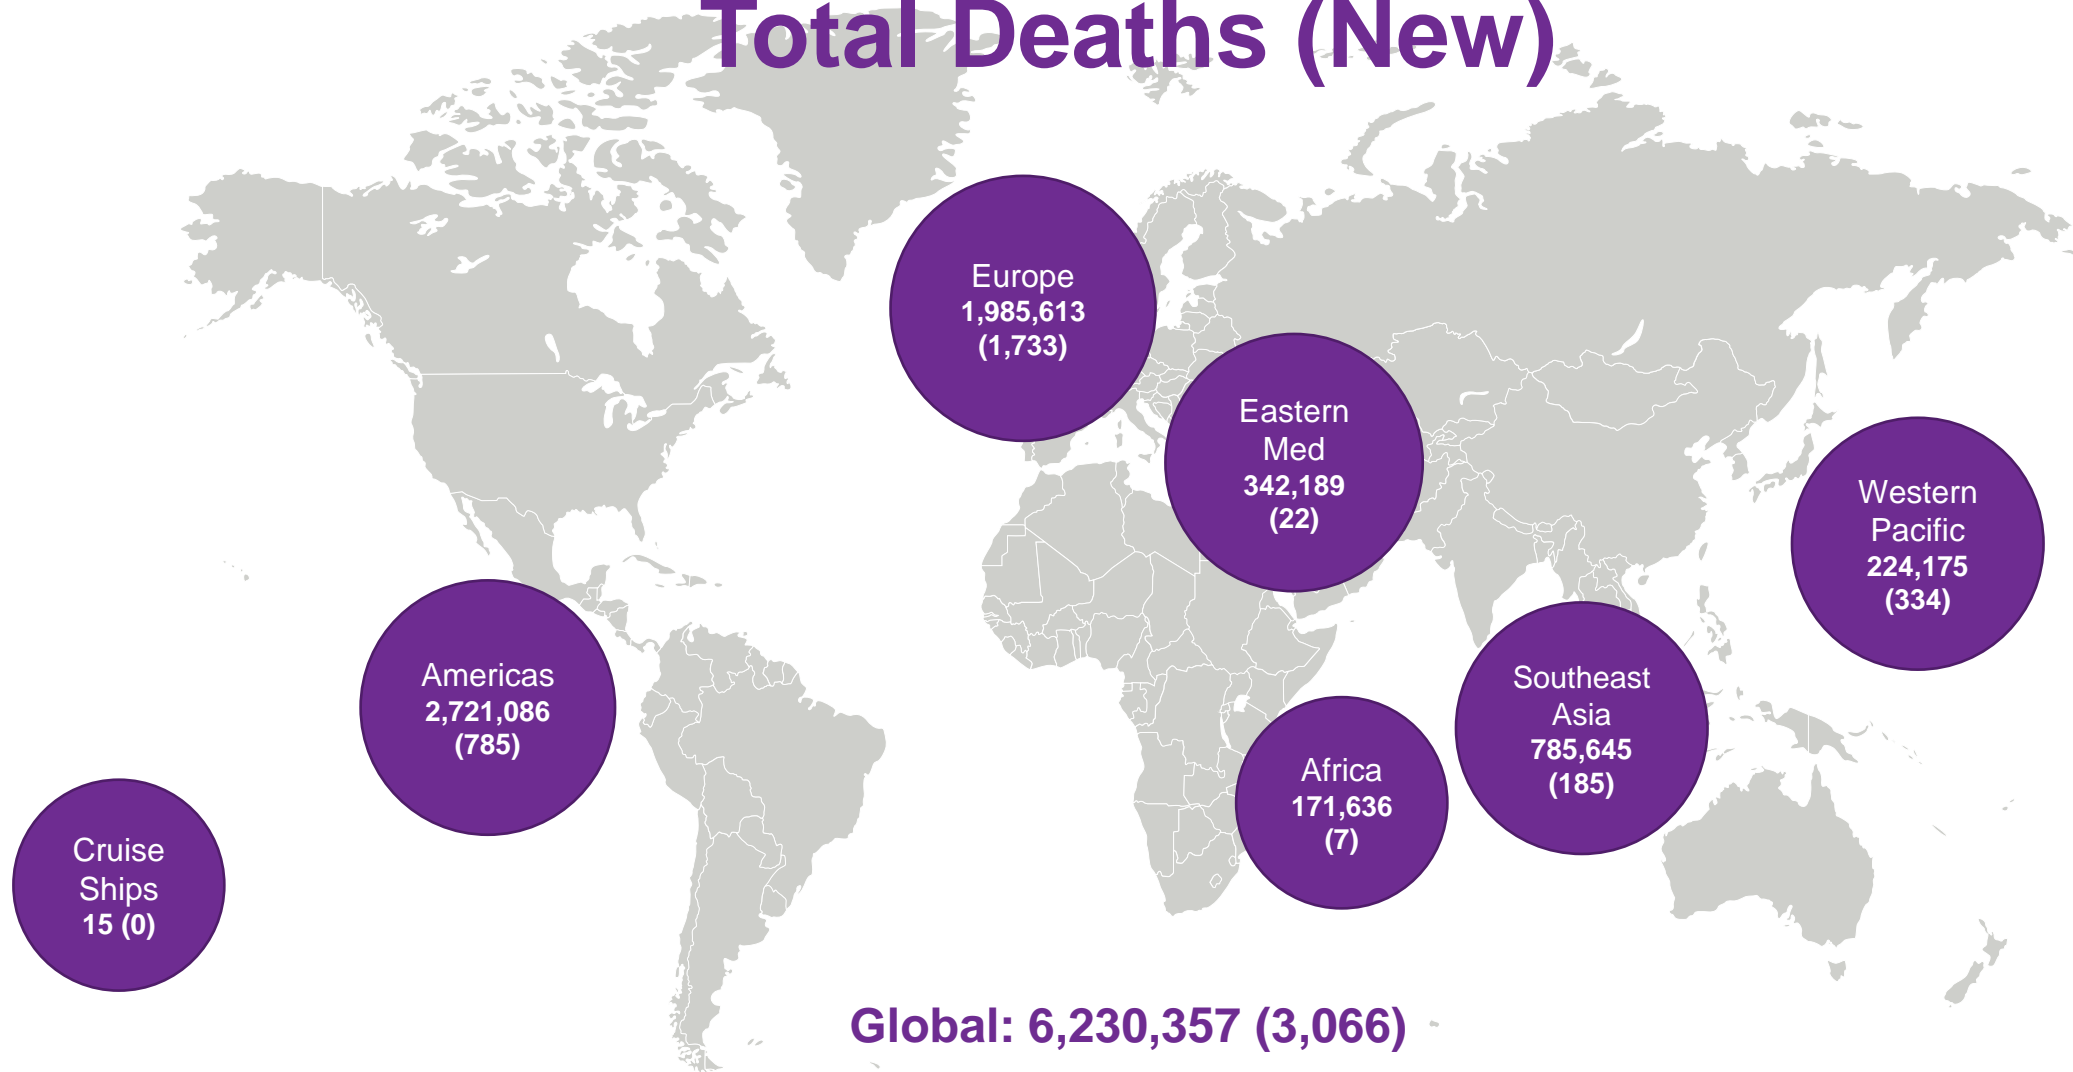 Total Deaths (New)
Europe
1,985,613
(1,733)
Eastern
Med
342,189
(22)
Western
Pacific
224,175
(334)
Americas
2,721,086
(785)
Southeast
Asia
785,645
(185)
Africa
171,636
(7)
Cruise
Ships
15 (0)
Global: 6,230,357 (3,066)